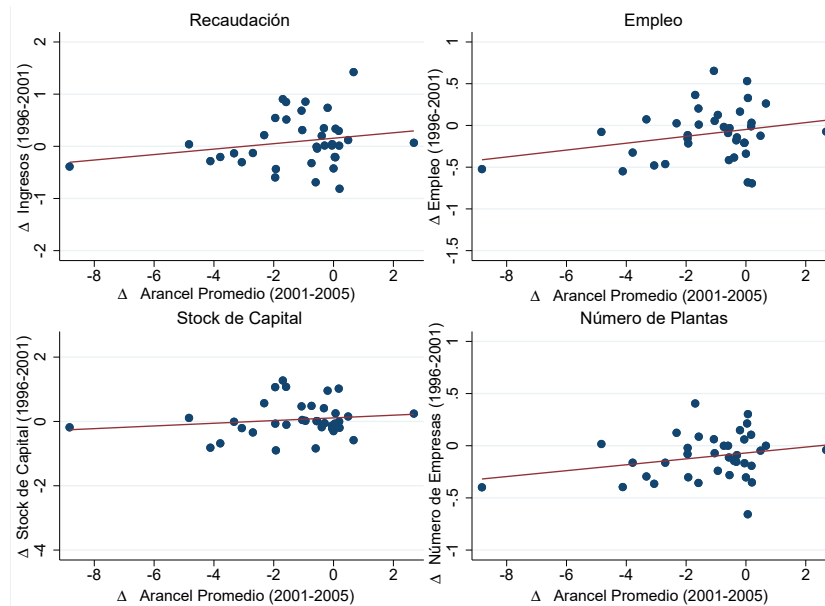 Recaudación
Δ Ingresos (1996-2001)
2
1
0
-1
-2
-8 -6 -4 -2 0 2
Δ Arancel Promedio (2001-2005)
Empleo
Δ Empleo (1996-2001)
1
.5
0
-.5
-1
-1.5
-8 -6 -4 -2 0 2
Δ Arancel Promedio (2001-2005)
Stock de Capital
Δ Stock de Capital (1996-2001)
2
0
-2
-4
-8 -6 -4 -2 0 2
Δ Arancel Promedio (2001-2005)
Número de Plantas
Δ Número de Empresas (1996-2001)
1
.5
0
-.5
-1
-8 -6 -4 -2 0 2
Δ Arancel Promedio (2001-2005)